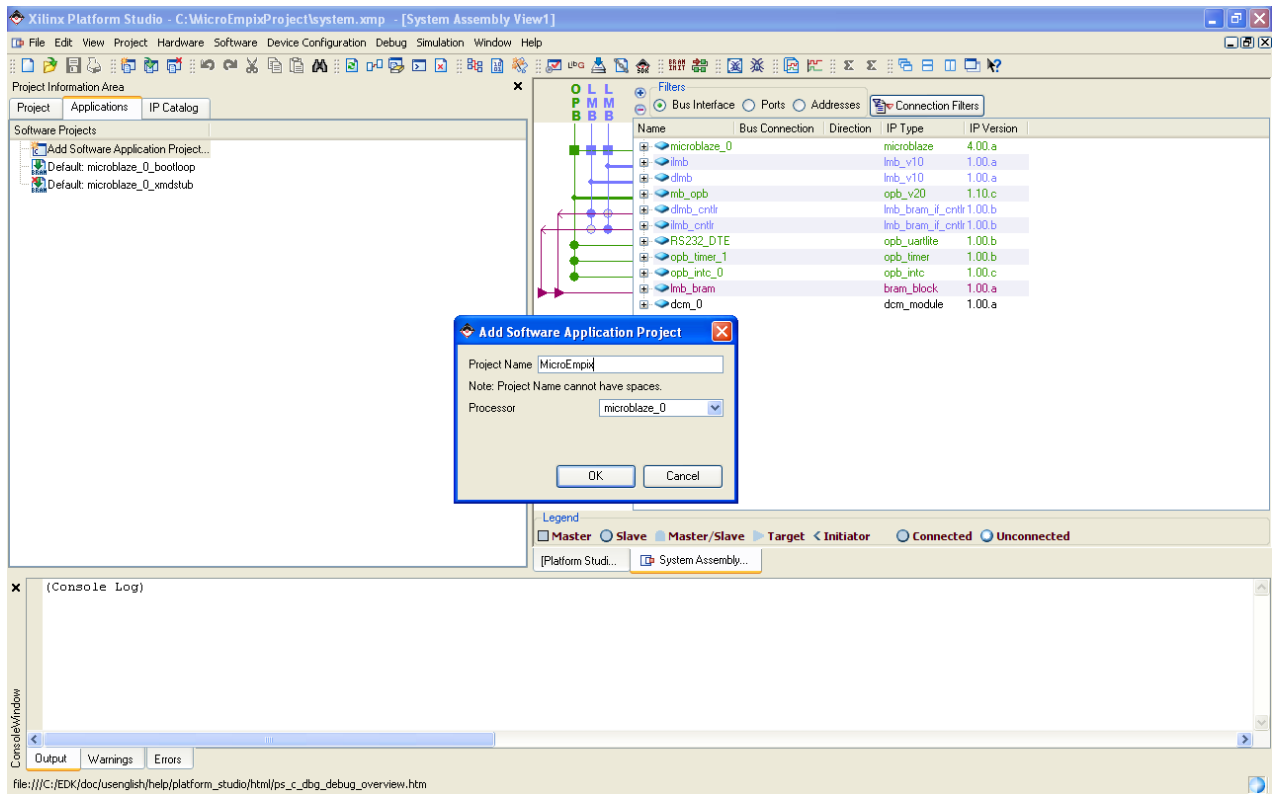 Xilinx Platform Studio - C:\MicroEmpixProject\system.xmp - [System Assembly View1]
File Edit View Project Hardware Software Device Configuration Debug Simulation Window Help
Project Information Area
Project Applications IP Catalog
Software Projects
Add Software Application Project...
Default: microblaze_0_bootloop
Default: microblaze_0_xmdstub
O L L
P M M
B B B
Filters
Bus Interface Ports Addresses Connection Filters
Name Bus Connection Direction IP Type IP Version
microblaze_0 microblaze 4.00.a
ilmb lmb_v10 1.00.a
dlmb lmb_v10 1.00.a
mb_opb opb_v20 1.10.c
dlmb_cntlr lmb_bram_if_cntlr 1.00.b
ilmb_cntlr lmb_bram_if_cntlr 1.00.b
RS232_DTE opb_uartlite 1.00.b
opb_timer_1 opb_timer 1.00.b
opb_intc_0 opb_intc 1.00.c
lmb_bram bram_block 1.00.a
dcm_0 dcm_module 1.00.a
Add Software Application Project
Project Name MicroEmpix
Note: Project Name cannot have spaces.
Processor microblaze_0
OK Cancel
Legend
Master Slave Master/Slave Target Initiator Connected Unconnected
[Platform Studi... System Assembly...
(Console Log)
ConsoleWindow
Output Warnings Errors
file:///C:/EDK/doc/usenglish/help/platform_studio/html/ps_c_dbg_debug_overview.htm